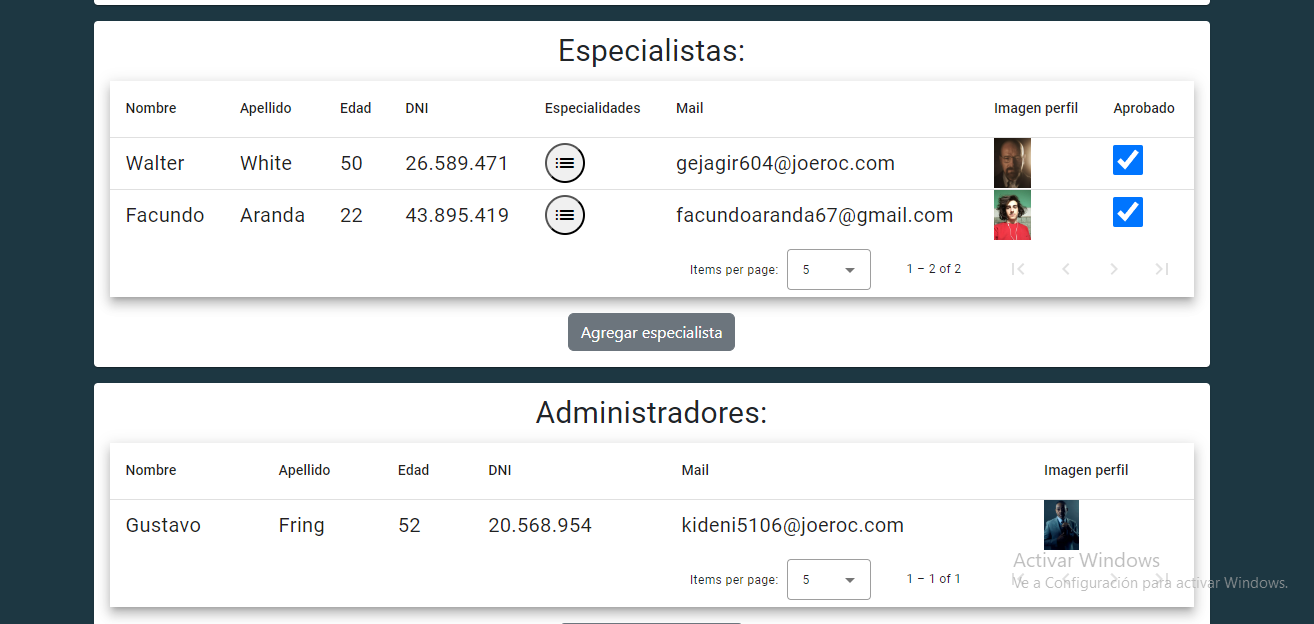 Especialistas:
Nombre Apellido Edad DNI Especialidades Mail Imagen perfil Aprobado
Walter White 50 26.589.471 gejagir604@joeroc.com
Facundo Aranda 22 43.895.419 facundoaranda67@gmail.com
Items per page: 5 1 – 2 of 2
Agregar especialista
Administradores:
Nombre Apellido Edad DNI Mail Imagen perfil
Gustavo Fring 52 20.568.954 kideni5106@joeroc.com
Activar Windows
Items per page: 5 1 – 1 of 1
Ve a Configuración para activar Windows.